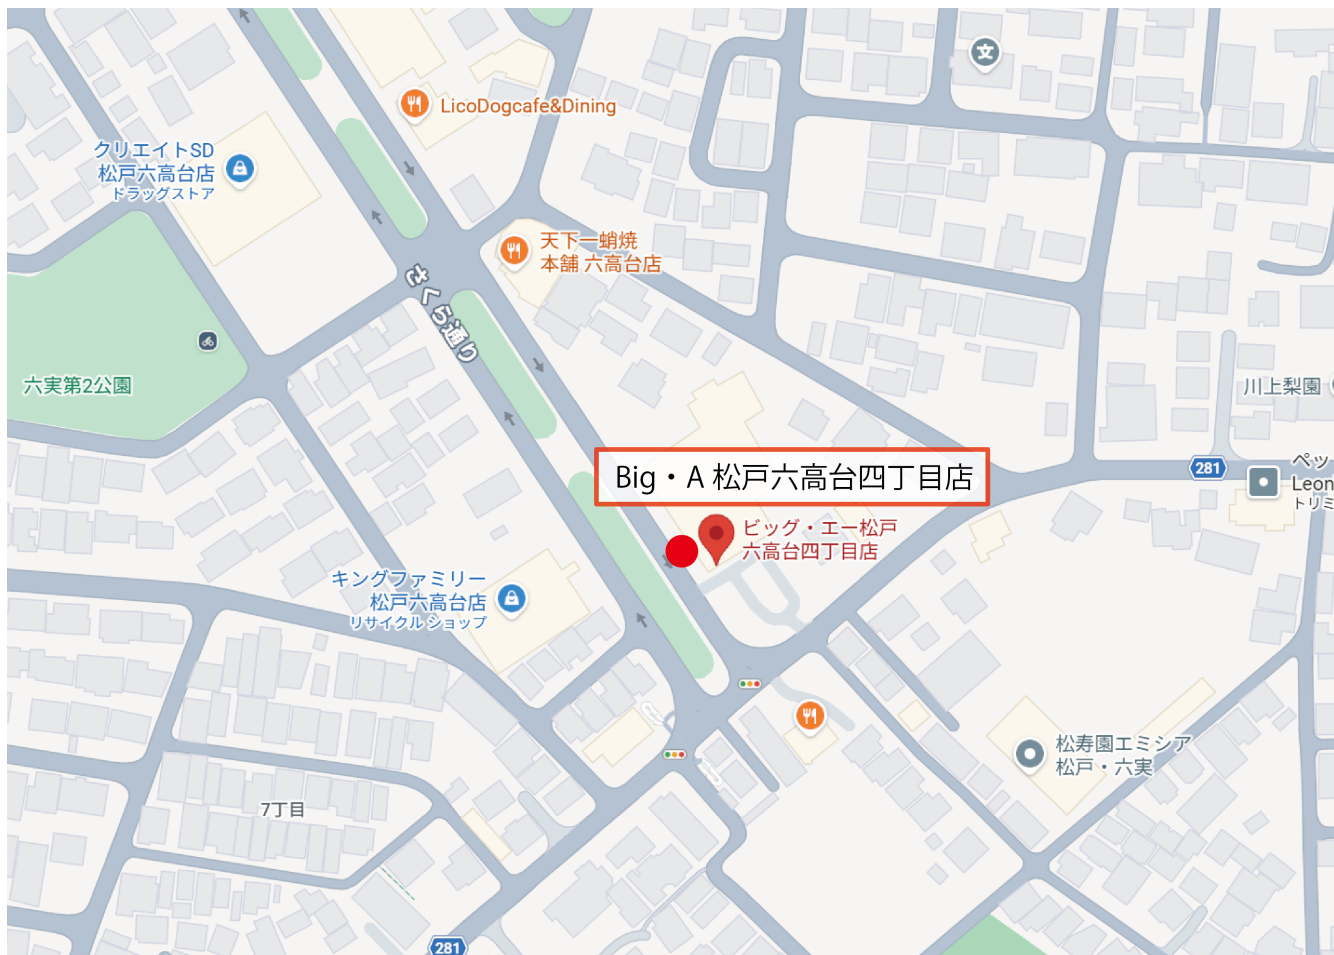 文
LicoDogcafe&Dining
クリエイトSD
松戸六高台店
ドラッグストア
天下一蛸焼
本舗 六高台店
さくら通り
六実第2公園
川上梨園
Big・A 松戸六高台四丁目店
281
ペッ
Leon
トリミ
ビッグ・エー松戸
六高台四丁目店
キングファミリー
松戸六高台店
リサイクル ショップ
松寿園エミシア
松戸・六実
7丁目
281